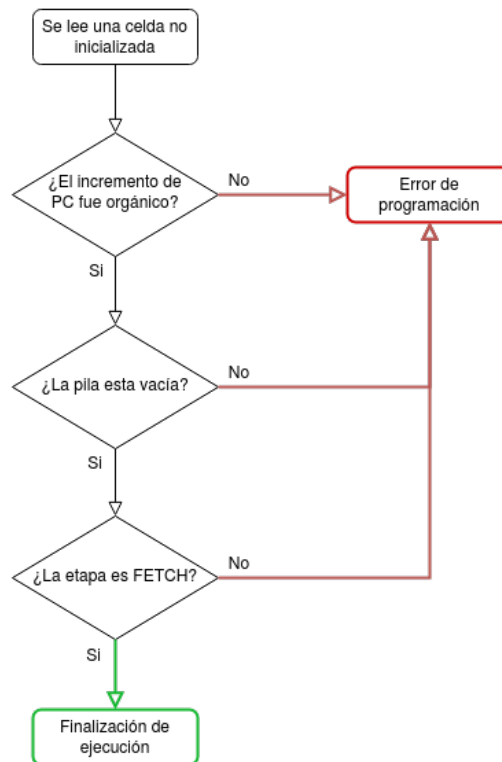 Se lee una celda no
inicializada
¿El incremento de
PC fue orgánico?
No
Error de
programación
Si
¿La pila esta vacía?
No
Si
¿La etapa es FETCH?
No
Si
Finalización de
ejecución